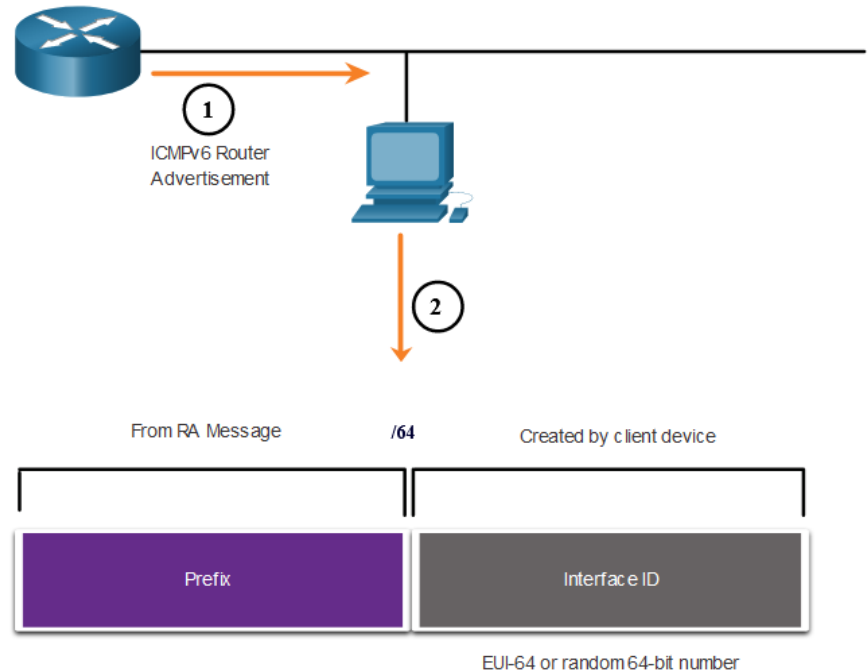 1
ICMPv6 Router
Advertisement
2
From RA Message
/64
Created by client device
Prefix
Interface ID
EUI-64 or random 64-bit number